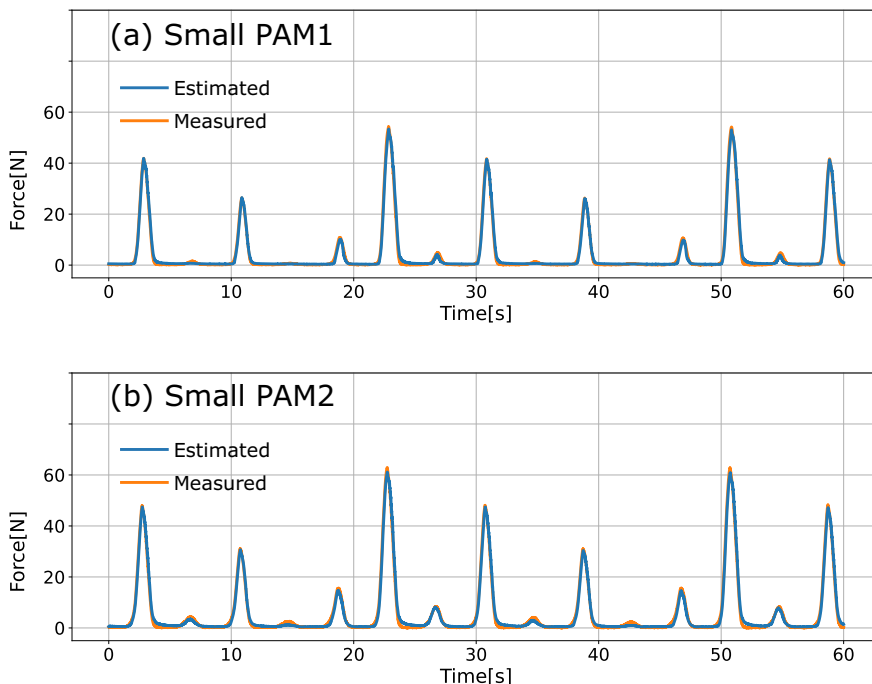 (a) Small PAM1
Estimated
Measured
Force[N]
60
40
20
0
0 10 20 30 40 50 60
Time[s]
(b) Small PAM2
Estimated
Measured
Force[N]
60
40
20
0
0 10 20 30 40 50 60
Time[s]